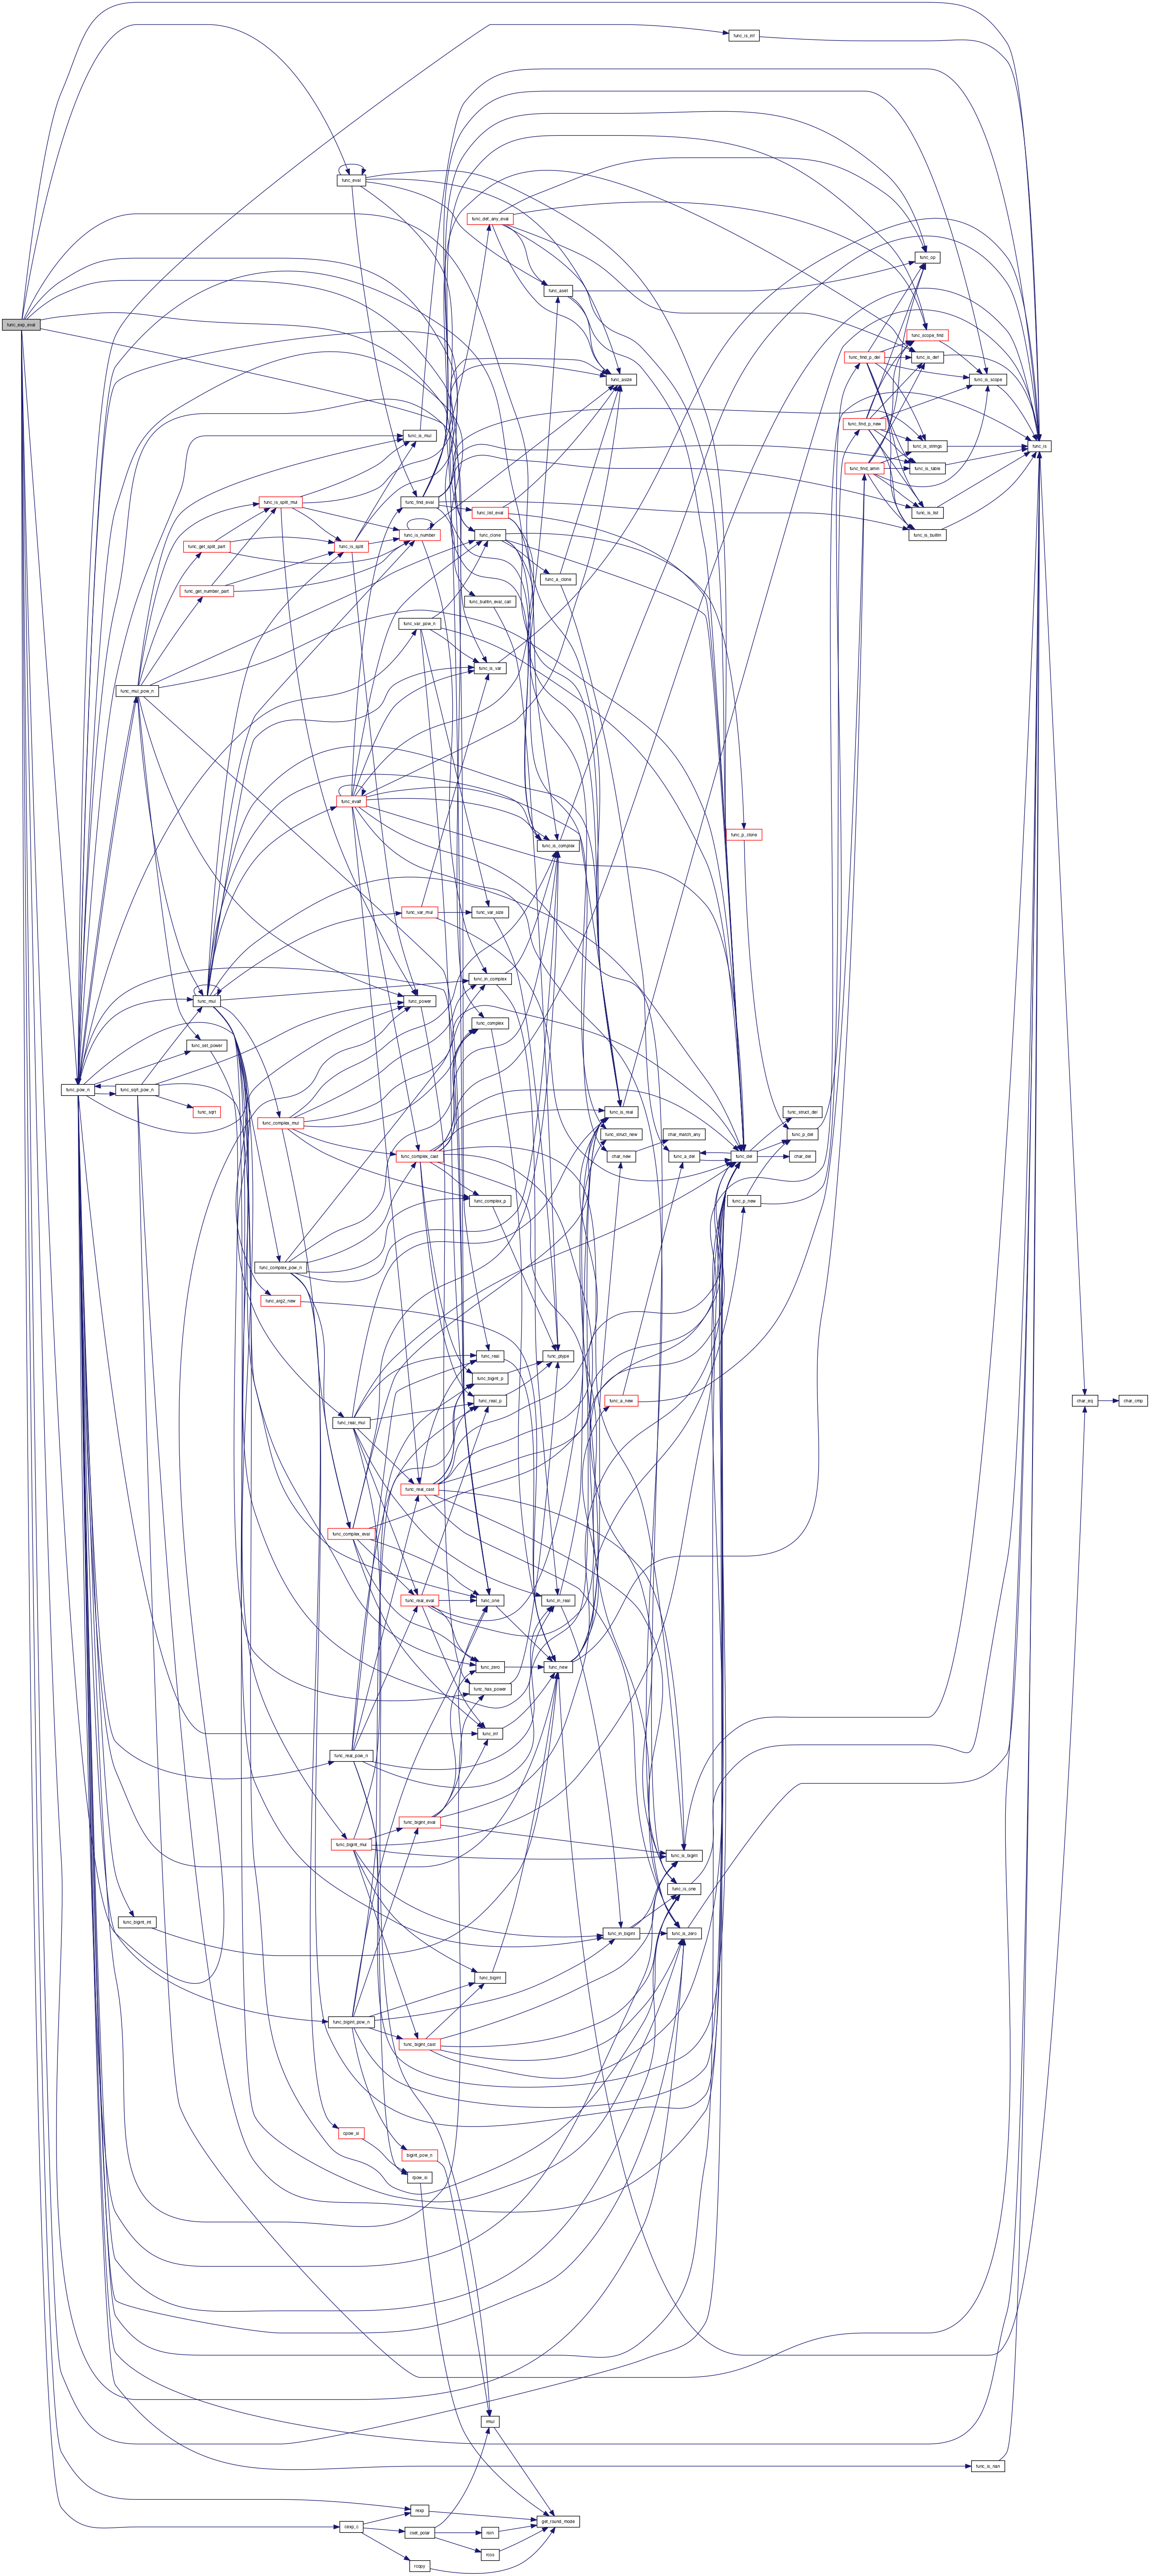 func_is_inf
func_eval
func_def_any_eval
func_op
func_aset
func_exp_eval
func_scope_find
func_find_p_del
func_is_def
func_asize
func_is_scope
func_find_p_new
func_is_mul
func_is_strings
func_is
func_find_amin
func_is_table
func_find_eval
func_is_split_mul
func_list_eval
func_is_list
func_is_number
func_clone
func_is_builtin
func_get_split_part
func_is_split
func_a_clone
func_get_number_part
func_builtin_eval_call
func_var_pow_n
func_is_var
func_mul_pow_n
func_evalf
func_p_clone
func_is_complex
func_var_mul
func_var_size
func_in_complex
func_mul
func_power
func_complex
func_set_power
func_pow_n
func_sqrt_pow_n
func_sqrt
func_is_real
func_struct_del
func_complex_mul
func_struct_new
char_match_any
func_p_del
func_complex_cast
char_new
func_a_del
func_del
char_del
func_complex_p
func_p_new
func_complex_pow_n
func_arg2_new
func_real
func_ptype
func_bigint_p
func_real_p
func_a_new
char_eq
char_cmp
func_real_mul
func_real_cast
func_complex_eval
func_real_eval
func_one
func_in_real
func_zero
func_new
func_has_power
func_int
func_real_pow_n
func_bigint_eval
func_bigint_mul
func_is_bigint
func_is_one
func_bigint_int
func_in_bigint
func_is_zero
func_bigint
func_bigint_pow_n
func_bigint_cast
cpow_si
bigint_pow_n
rpow_si
rmul
func_is_nan
rexp
cexp_c
cset_polar
rsin
get_round_mode
rcos
rcopy